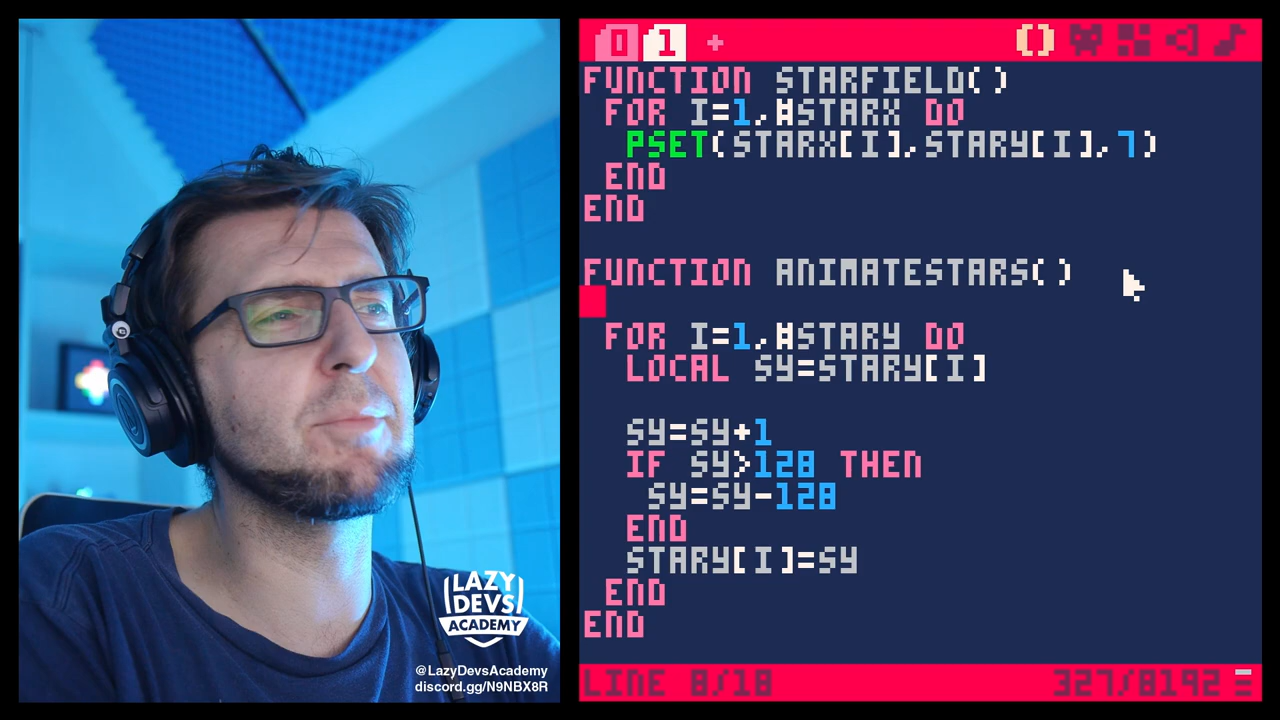 LAZY
DEVS
ACADEMY
@LazyDevsAcademy
discord.gg/N9NBX8R
0 1 +
FUNCTION STARFIELD()
FOR I=1,#STARX DO
PSET(STARX[I],STARY[I],7)
END
END
FUNCTION ANIMATESTARS()
FOR I=1,#STARY DO
LOCAL SY=STARY[I]
SY=SY+1
IF SY>128 THEN
SY=SY-128
END
STARY[I]=SY
END
END
LINE 8/18
327/8192